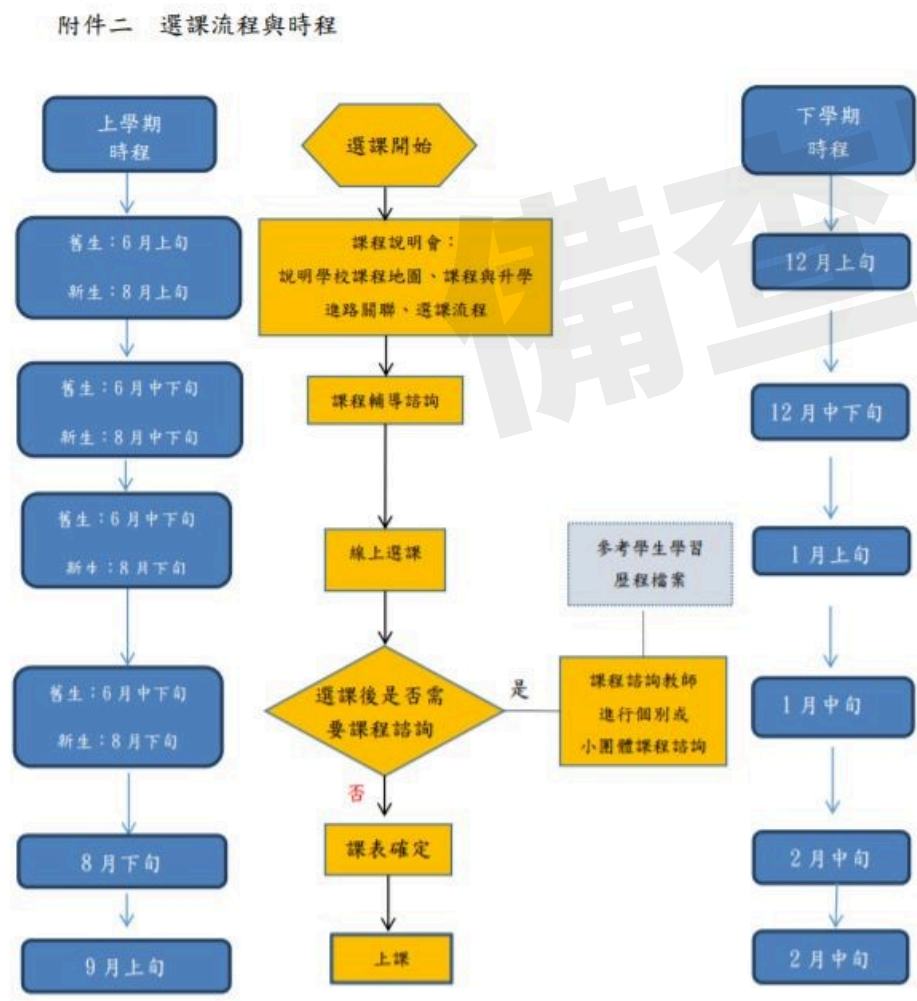 附件二 選課流程與時程
上學期
時程
舊生：6月上旬
新生：8月上旬
舊生：6月中下旬
新生：8月中下旬
舊生：6月中下旬
新生：8月下旬
舊生：6月中下旬
新生：8月下旬
8月下旬
9月上旬
選課開始
課程說明會：
說明學校課程地圖、課程與升學
進路關聯、選課流程
課程輔導諮詢
線上選課
選課後是否需
要課程諮詢
是
參考學生學習
歷程檔案
課程諮詢教師
進行個別或
小團體課程諮詢
否
課表確定
上課
下學期
時程
12月上旬
12月中下旬
1月上旬
1月中旬
2月中旬
2月中旬
備查